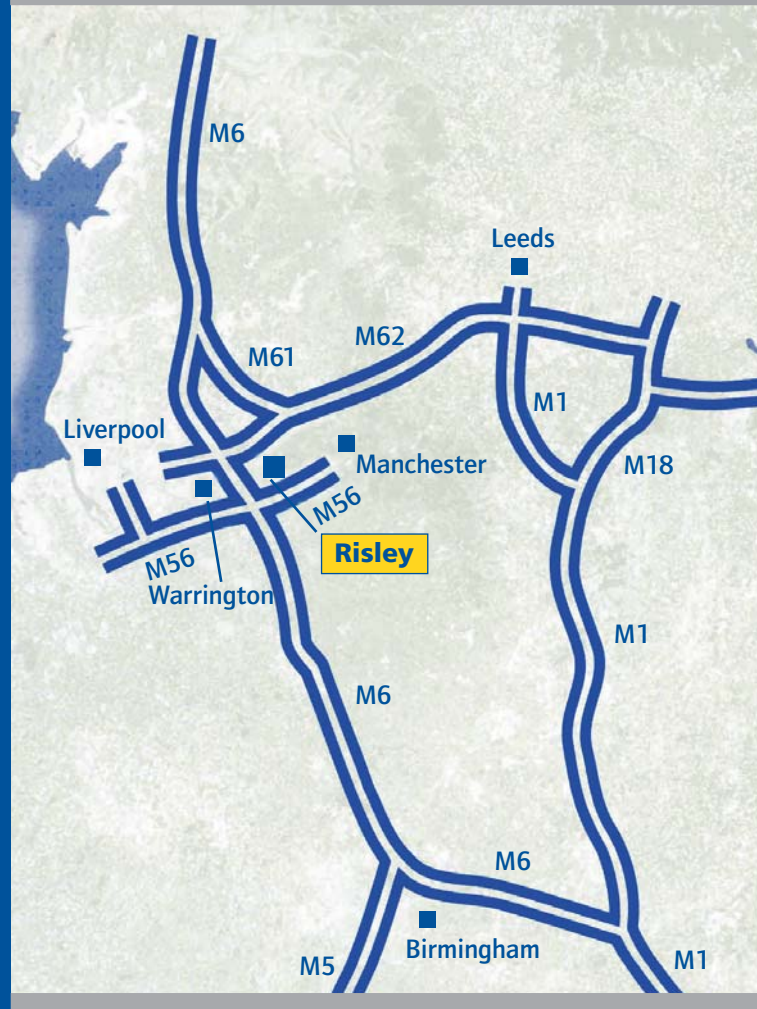 M6
Leeds
M62
M61
M1
Liverpool
Manchester
M18
M56
Risley
M56
Warrington
M1
M6
M6
Birmingham
M5
M1